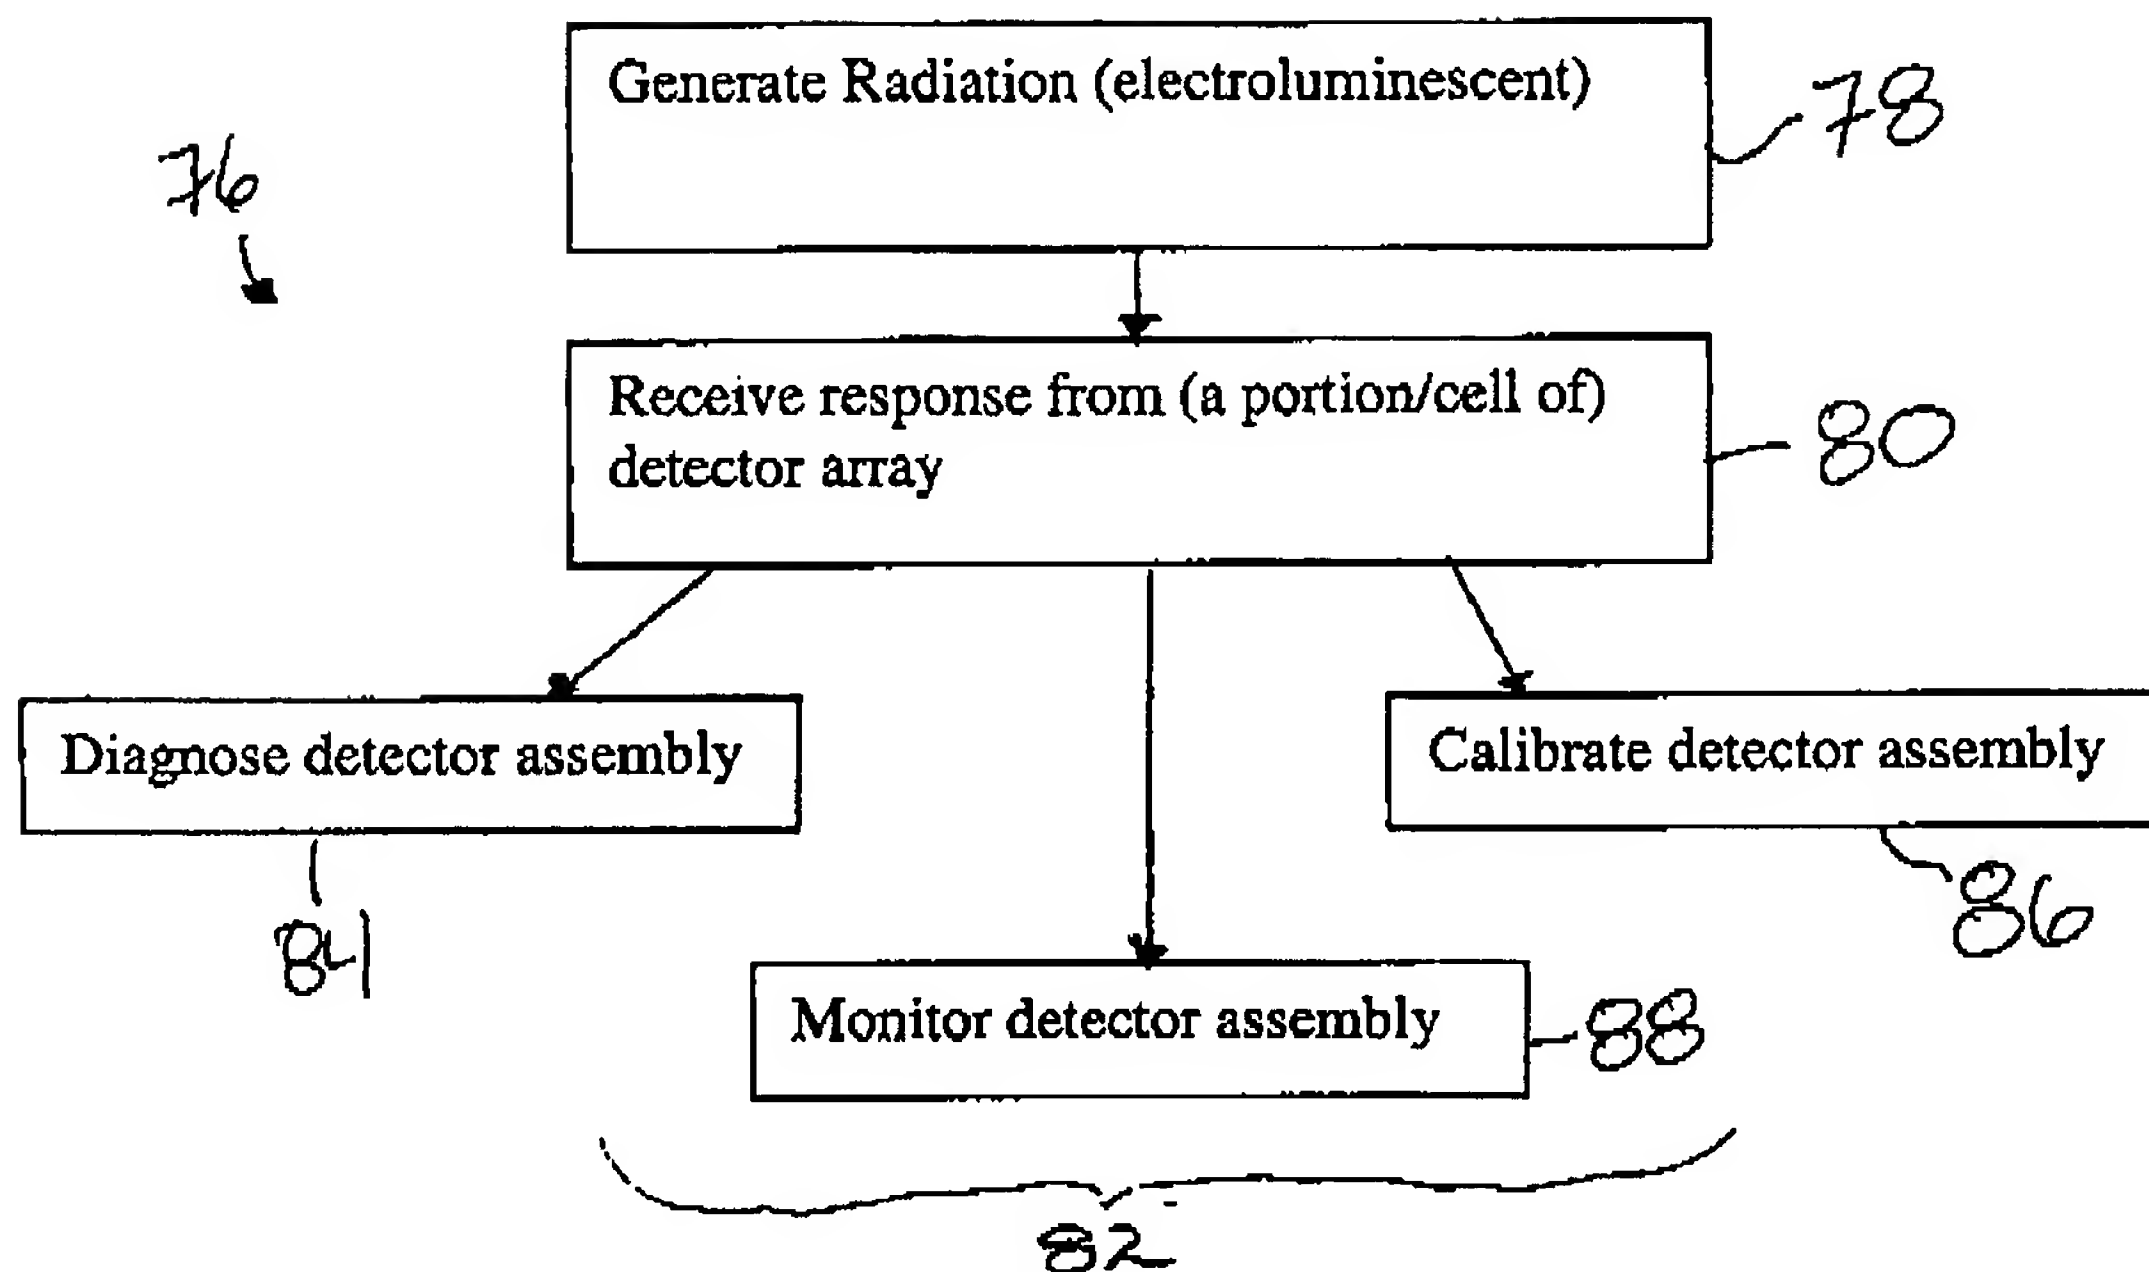 Generate Radiation (electroluminescent)
78
76
Receive response from (a portion/cell of)
detector array
80
Diagnose detector assembly
Calibrate detector assembly
84
86
Monitor detector assembly
88
82